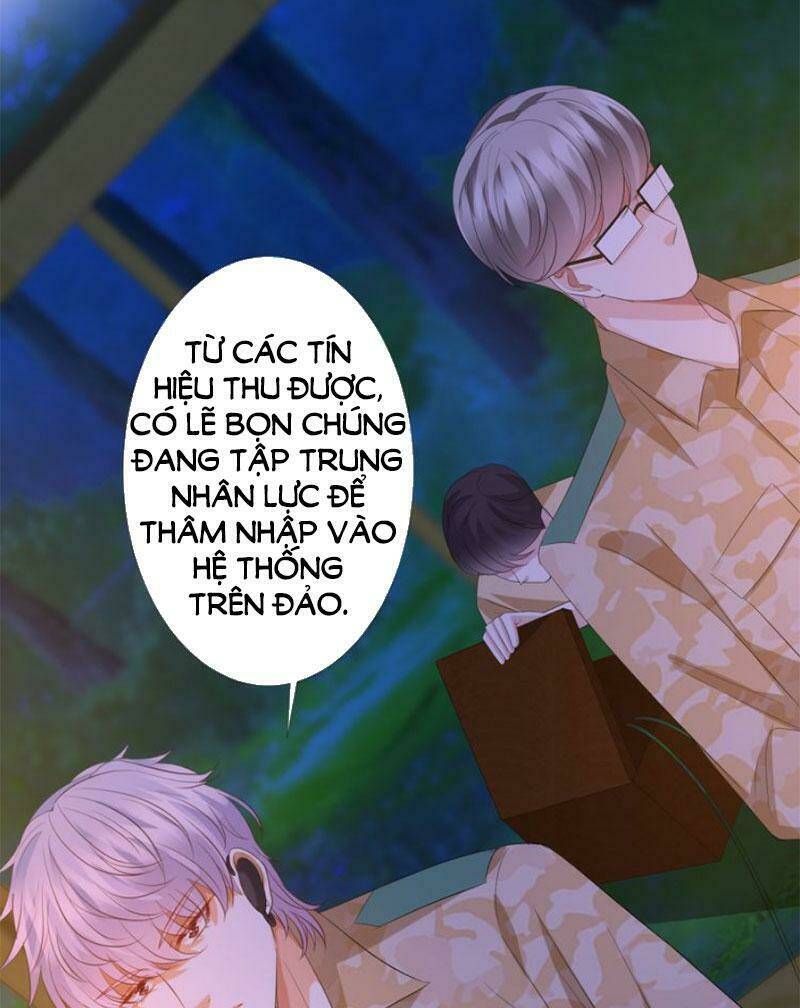 TỪ CÁC TÍN
HIỆU THU ĐƯỢC,
CÓ LẼ BỌN CHÚNG
ĐANG TẬP TRUNG
NHÂN LỰC ĐỂ
THÂM NHẬP VÀO
HỆ THỐNG
TRÊN ĐẢO.